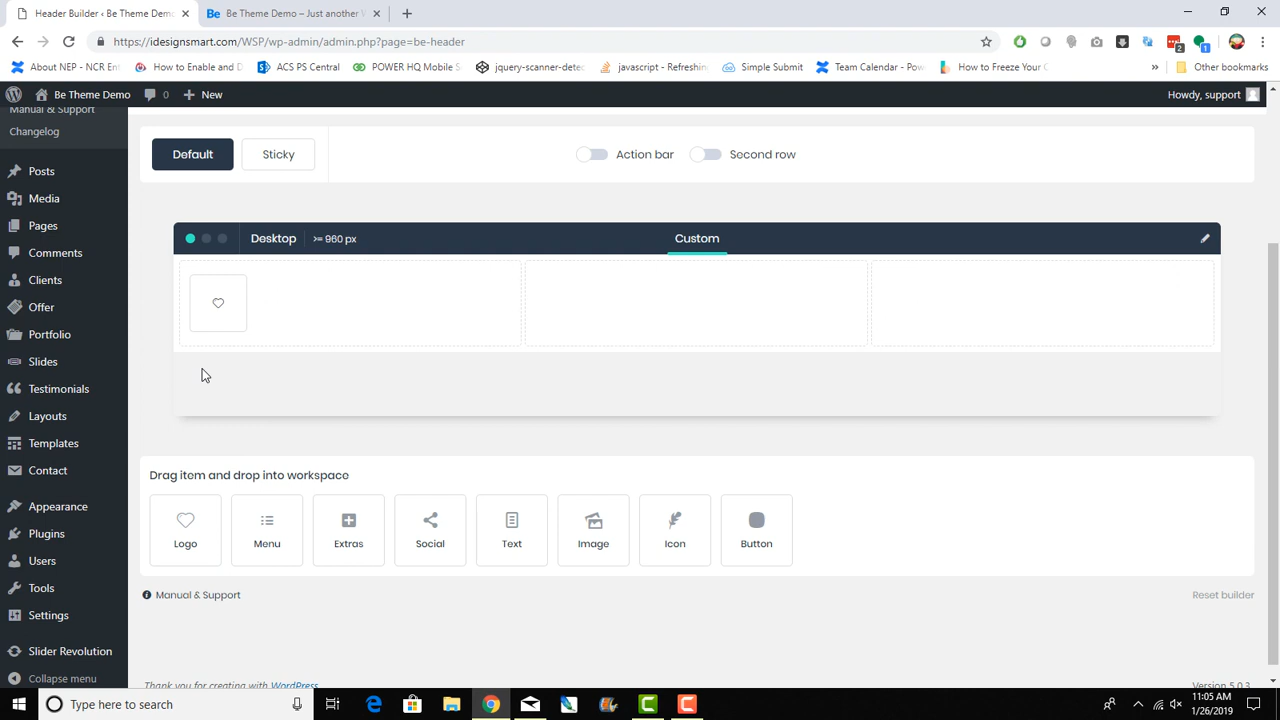 Header Builder ‹ Be Theme Demo
Be Theme Demo – Just another
https://idesignsmart.com/WSP/wp-admin/admin.php?page=be-header
2
1
About NEP - NCR Ent
How to Enable and D
ACS PS Central
POWER HQ Mobile S
jquery-scanner-detec
javascript - Refreshing
Simple Submit
Team Calendar - Pow
How to Freeze Your
»
Other bookmarks
Be Theme Demo
0
New
Howdy, support
Manual & Support
Changelog
Posts
Media
Pages
Comments
Clients
Offer
Portfolio
Slides
Testimonials
Layouts
Templates
Contact
Appearance
Plugins
Users
Tools
Settings
Slider Revolution
Collapse menu
Default
Sticky
Action bar
Second row
Desktop
>= 960 px
Custom
Drag item and drop into workspace
Logo
Menu
Extras
Social
Text
Image
Icon
Button
Manual & Support
Reset builder
Thank you for creating with WordPress
Version 5.0.3
Type here to search
11:05 AM
1/26/2019